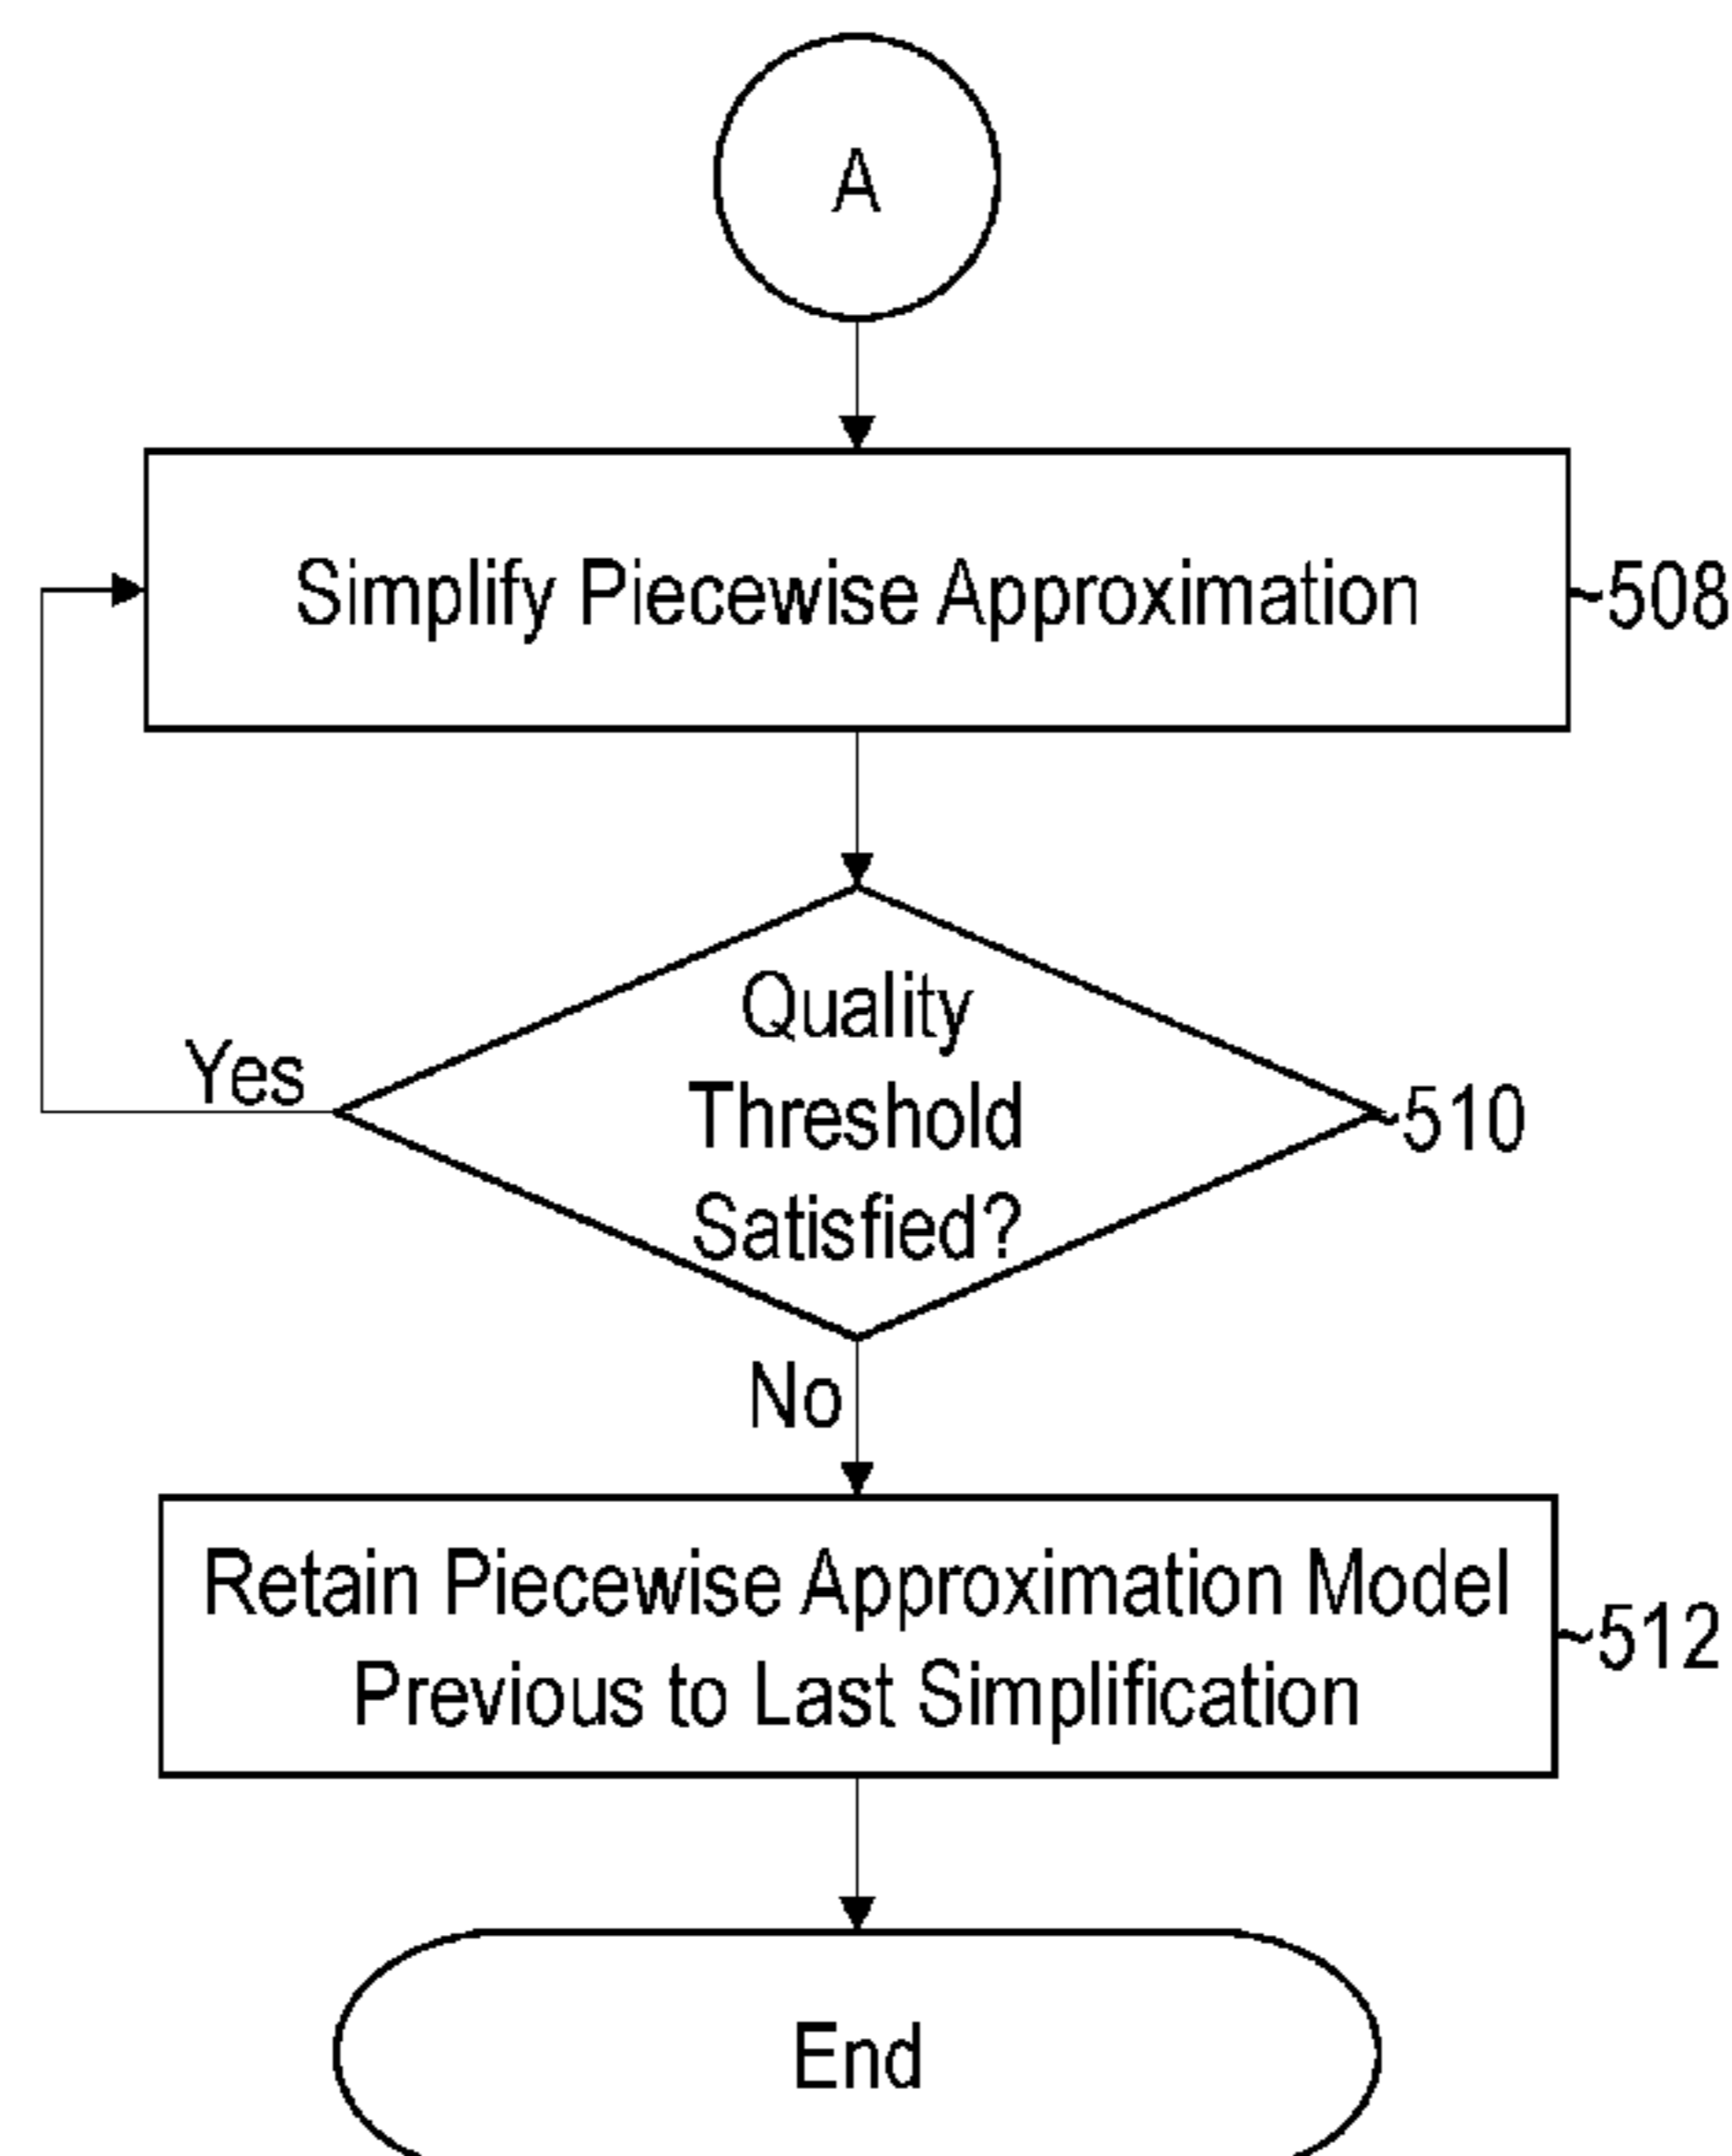 A
Simplify Piecewise Approximation
~508
Quality
Threshold
Satisfied?
Yes
~510
No
Retain Piecewise Approximation Model
Previous to Last Simplification
~512
End